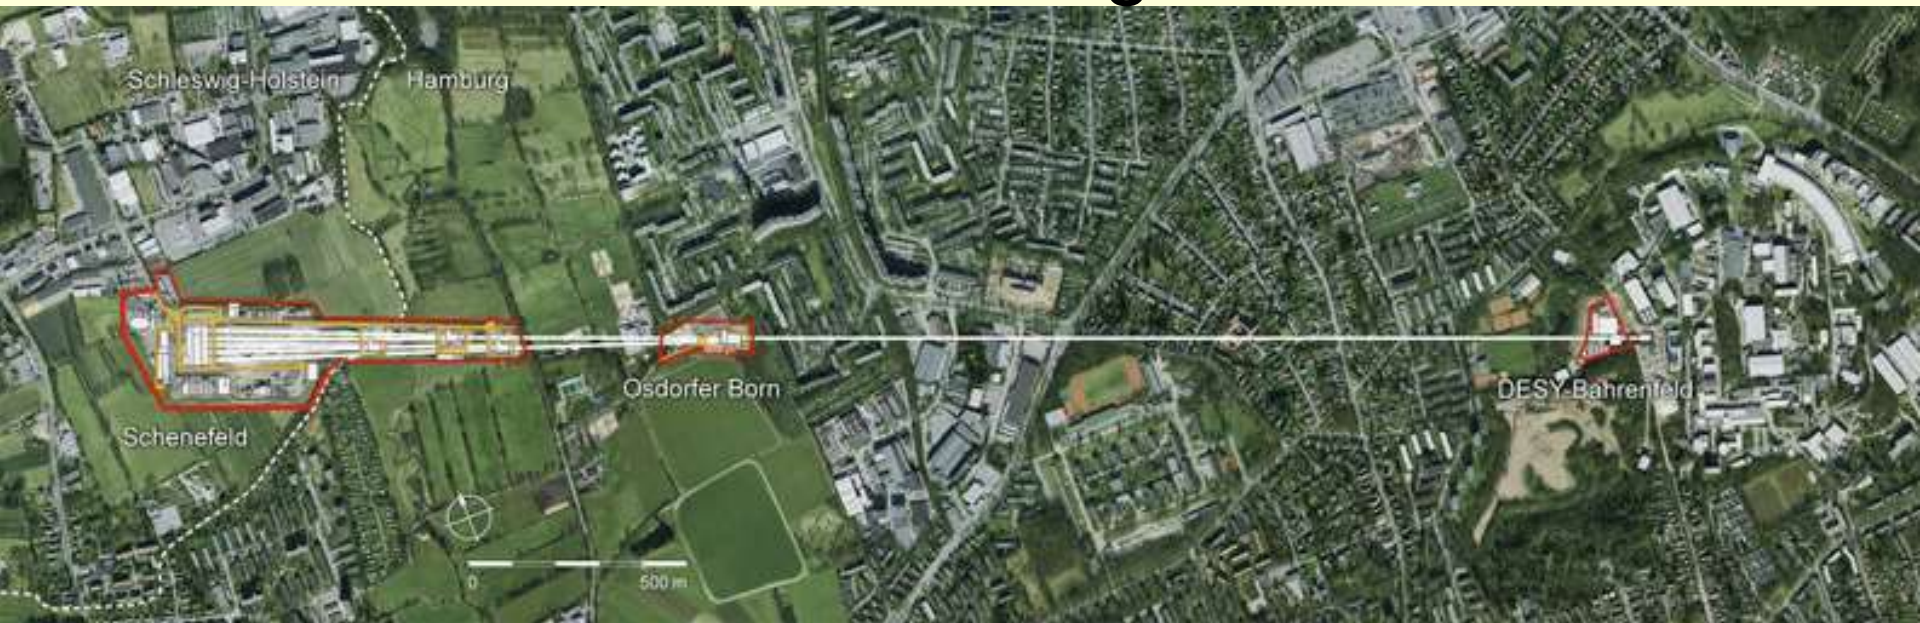 Schleswig-Holstein
Hamburg
Osdorfer Born
DESY-Bahrenfeld
Schenefeld
0
500 m